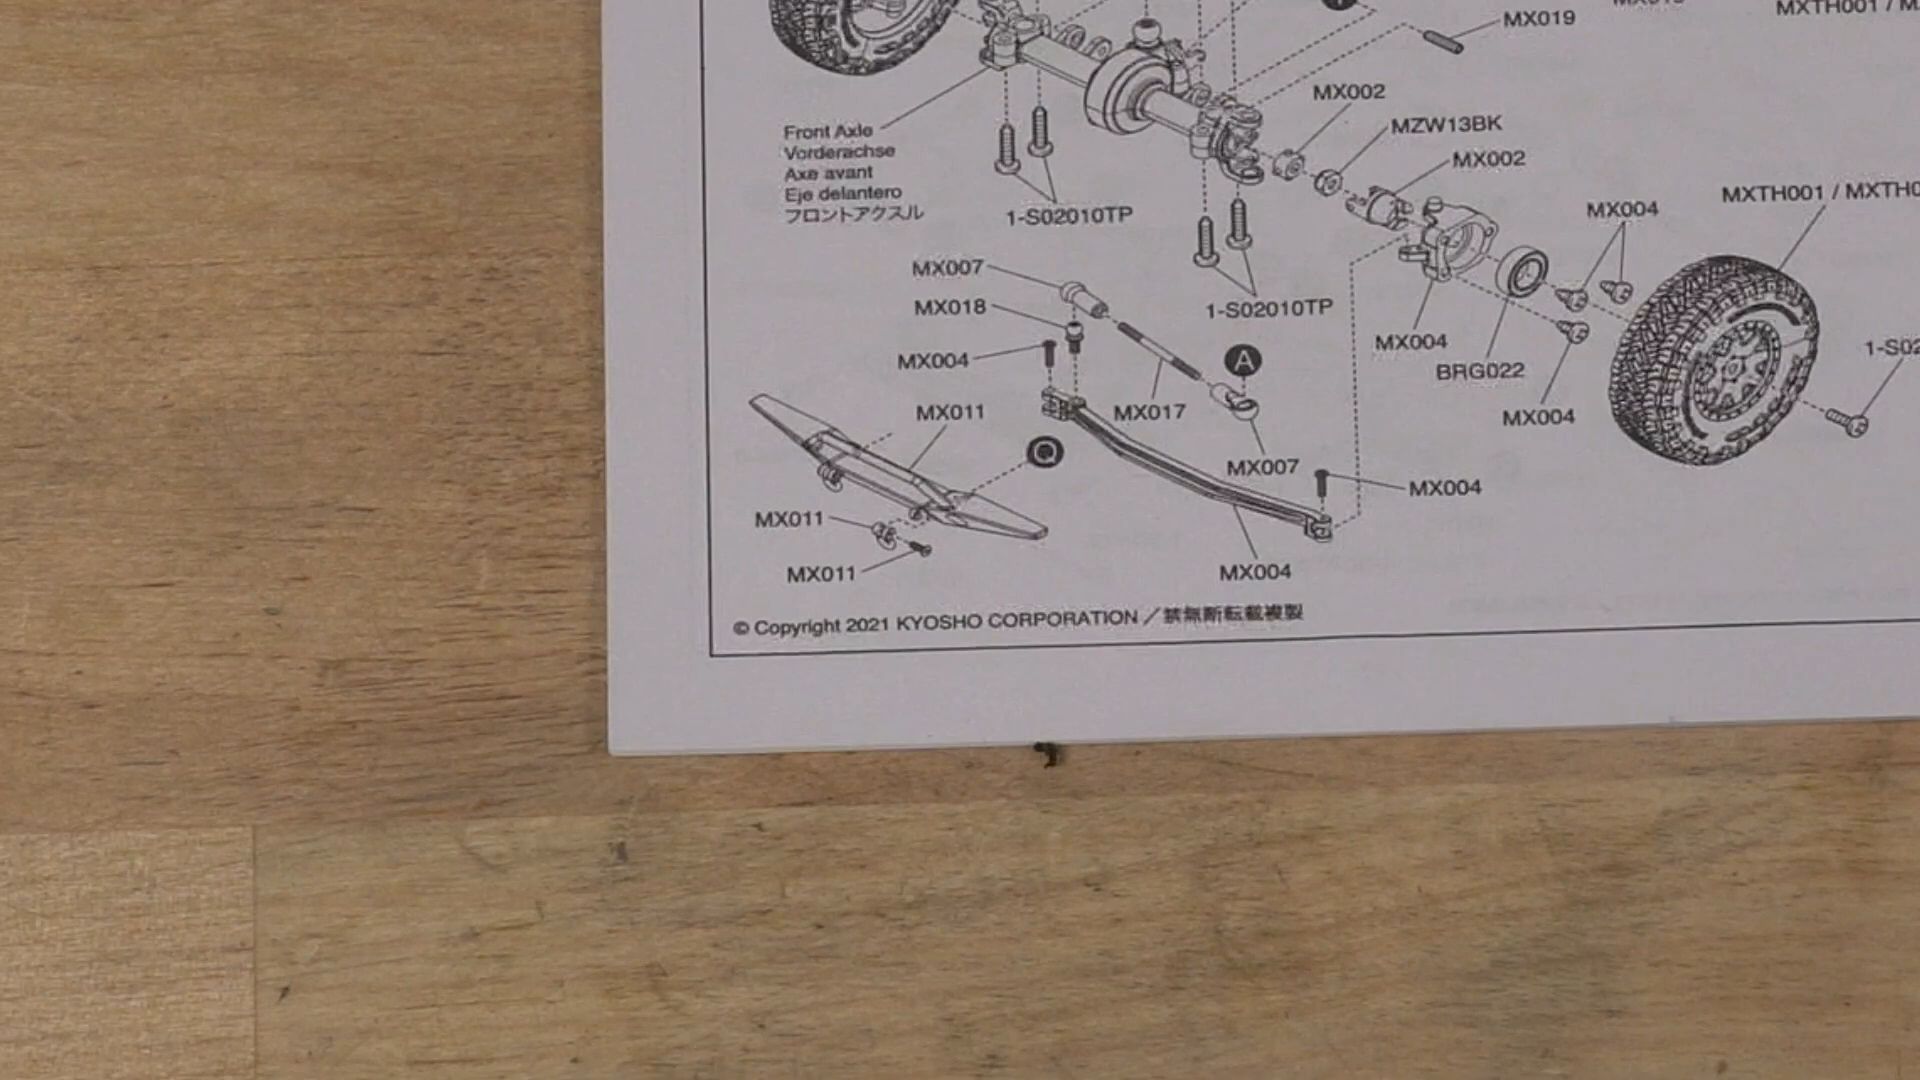 MX019
MX002
MZW13BK
MX002
Front Axle
Vorderachse
Axe avant
Eje delantero
フロントアクスル
1-S02010TP
MXTH001 / MXTH0
MX004
MX007
MX018
1-S02010TP
MX004
MX004
BRG022
1-S02
MX011
MX017
MX004
A
MX007
MX004
MX011
MX011
MX004
© Copyright 2021 KYOSHO CORPORATION／禁無断転載複製